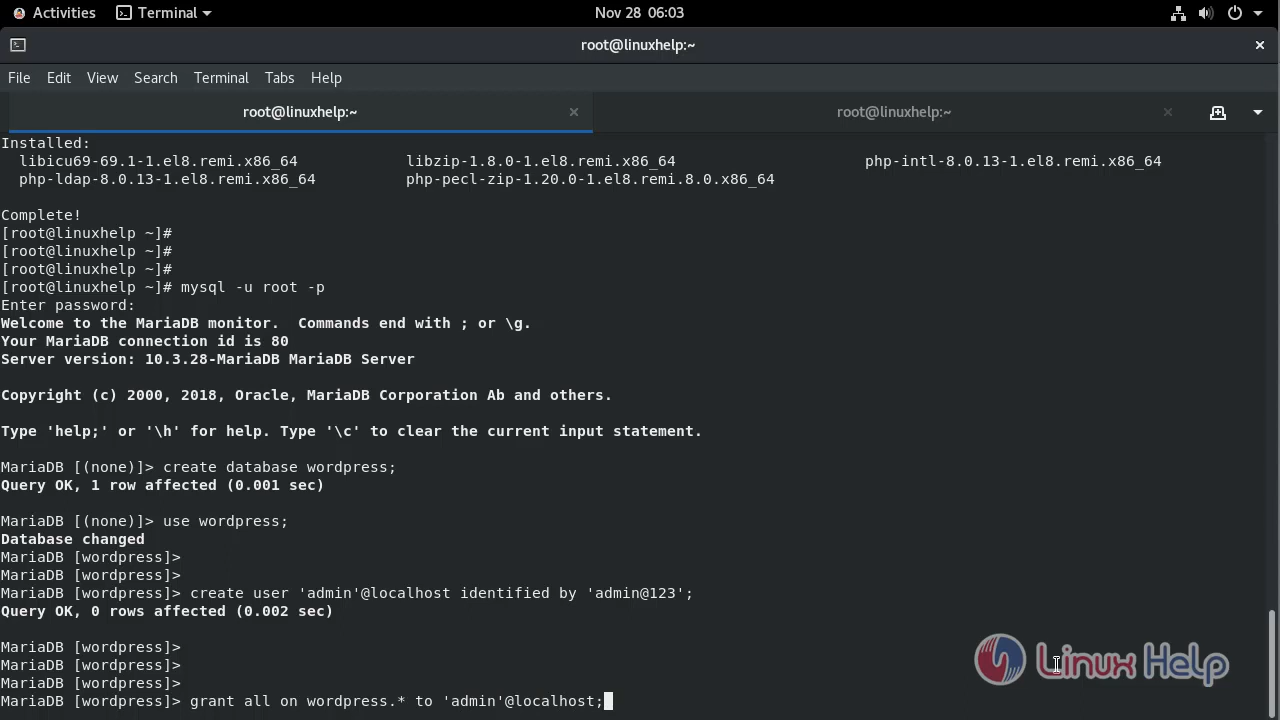 Activities Terminal Nov 28 06:03
root@linuxhelp:~ ×
File Edit View Search Terminal Tabs Help
root@linuxhelp:~ × root@linuxhelp:~ ×
Installed:
  libicu69-69.1-1.el8.remi.x86_64 libzip-1.8.0-1.el8.remi.x86_64 php-intl-8.0.13-1.el8.remi.x86_64
  php-ldap-8.0.13-1.el8.remi.x86_64 php-pecl-zip-1.20.0-1.el8.remi.8.0.x86_64
Complete!
[root@linuxhelp ~]#
[root@linuxhelp ~]#
[root@linuxhelp ~]#
[root@linuxhelp ~]# mysql -u root -p
Enter password:
Welcome to the MariaDB monitor.  Commands end with ; or \g.
Your MariaDB connection id is 80
Server version: 10.3.28-MariaDB MariaDB Server
Copyright (c) 2000, 2018, Oracle, MariaDB Corporation Ab and others.
Type 'help;' or '\h' for help. Type '\c' to clear the current input statement.
MariaDB [(none)]> create database wordpress;
Query OK, 1 row affected (0.001 sec)
MariaDB [(none)]> use wordpress;
Database changed
MariaDB [wordpress]>
MariaDB [wordpress]>
MariaDB [wordpress]> create user 'admin'@localhost identified by 'admin@123';
Query OK, 0 rows affected (0.002 sec)
MariaDB [wordpress]>
MariaDB [wordpress]>
MariaDB [wordpress]>
MariaDB [wordpress]> grant all on wordpress.* to 'admin'@localhost;
Linux Help